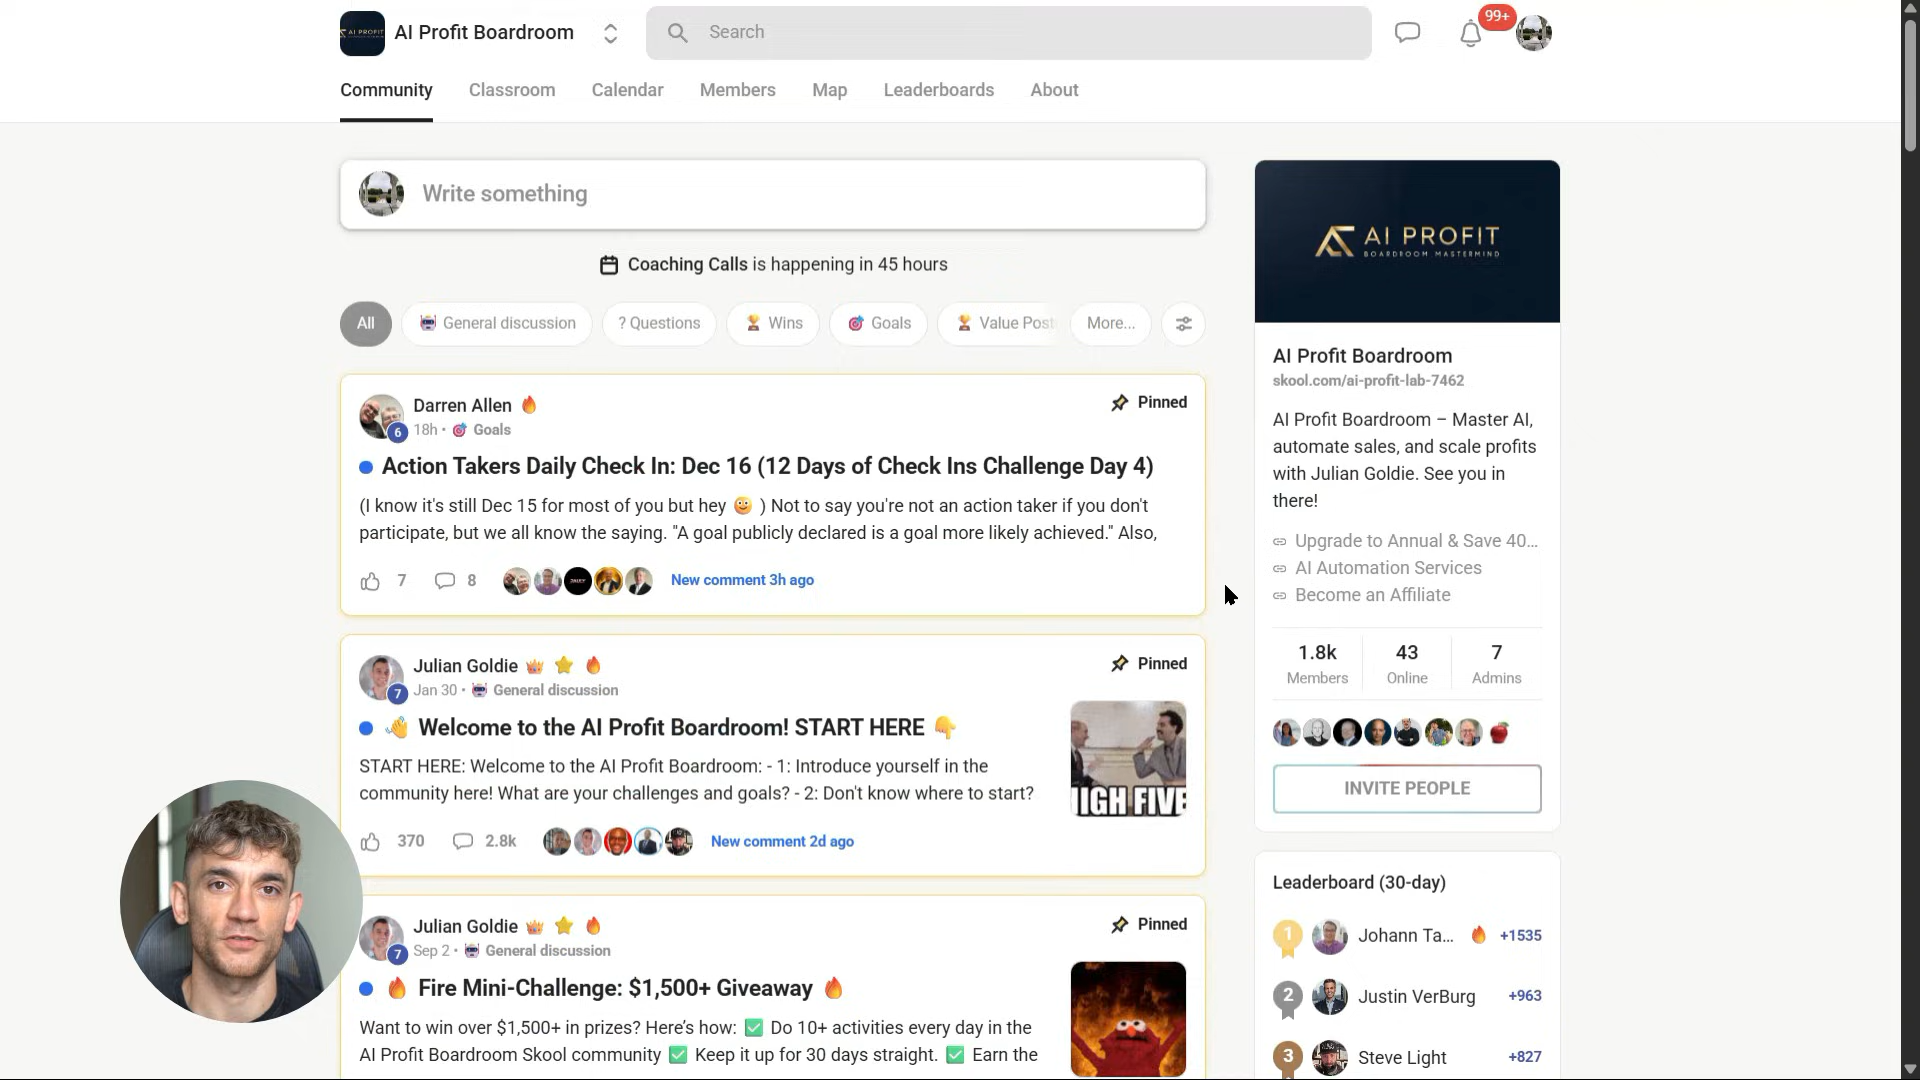 AI PROFIT
AI Profit Boardroom
Search
99+
Community
Classroom
Calendar
Members
Map
Leaderboards
About
Write something
Coaching Calls is happening in 45 hours
All
General discussion
? Questions
Wins
Goals
Value Post
More...
Darren Allen
Pinned
6
18h • Goals
Action Takers Daily Check In: Dec 16 (12 Days of Check Ins Challenge Day 4)
(I know it's still Dec 15 for most of you but hey 😜 ) Not to say you're not an action taker if you don't
participate, but we all know the saying. "A goal publicly declared is a goal more likely achieved." Also,
7
8
New comment 3h ago
Julian Goldie
Pinned
7
Jan 30 • General discussion
👋 Welcome to the AI Profit Boardroom! START HERE 👇
START HERE: Welcome to the AI Profit Boardroom: - 1: Introduce yourself in the
community here! What are your challenges and goals? - 2: Don't know where to start?
HIGH FIVE
370
2.8k
New comment 2d ago
Julian Goldie
Pinned
7
Sep 2 • General discussion
🔥 Fire Mini-Challenge: $1,500+ Giveaway 🔥
Want to win over $1,500+ in prizes? Here's how: ✅ Do 10+ activities every day in the
AI Profit Boardroom Skool community ✅ Keep it up for 30 days straight. ✅ Earn the
AI PROFIT
BOARDROOM MASTERMIND
AI Profit Boardroom
skool.com/ai-profit-lab-7462
AI Profit Boardroom – Master AI,
automate sales, and scale profits
with Julian Goldie. See you in
there!
Upgrade to Annual & Save 40...
AI Automation Services
Become an Affiliate
1.8k
43
7
Members
Online
Admins
INVITE PEOPLE
Leaderboard (30-day)
1
Johann Ta...
+1535
2
Justin VerBurg
+963
3
Steve Light
+827